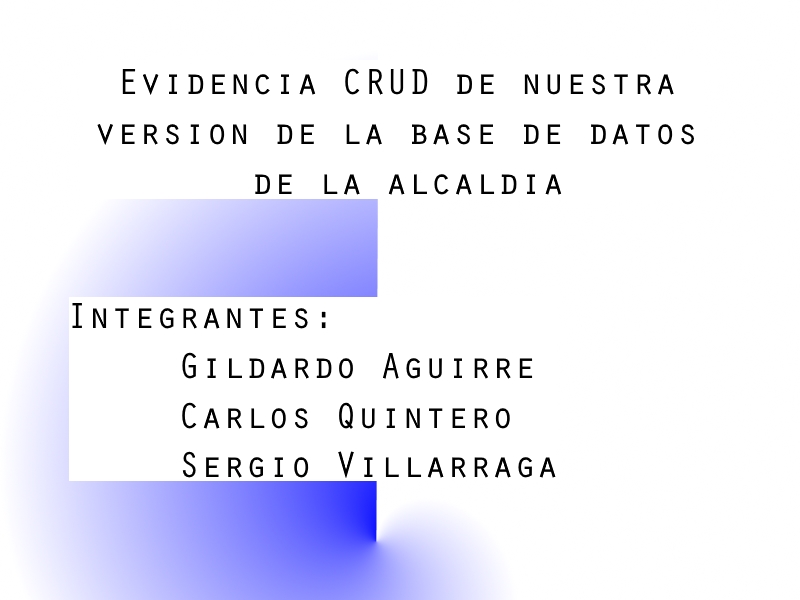 Evidencia CRUD de nuestra
version de la base de datos
de la alcaldia
Integrantes:
Gildardo Aguirre
Carlos Quintero
Sergio Villarraga